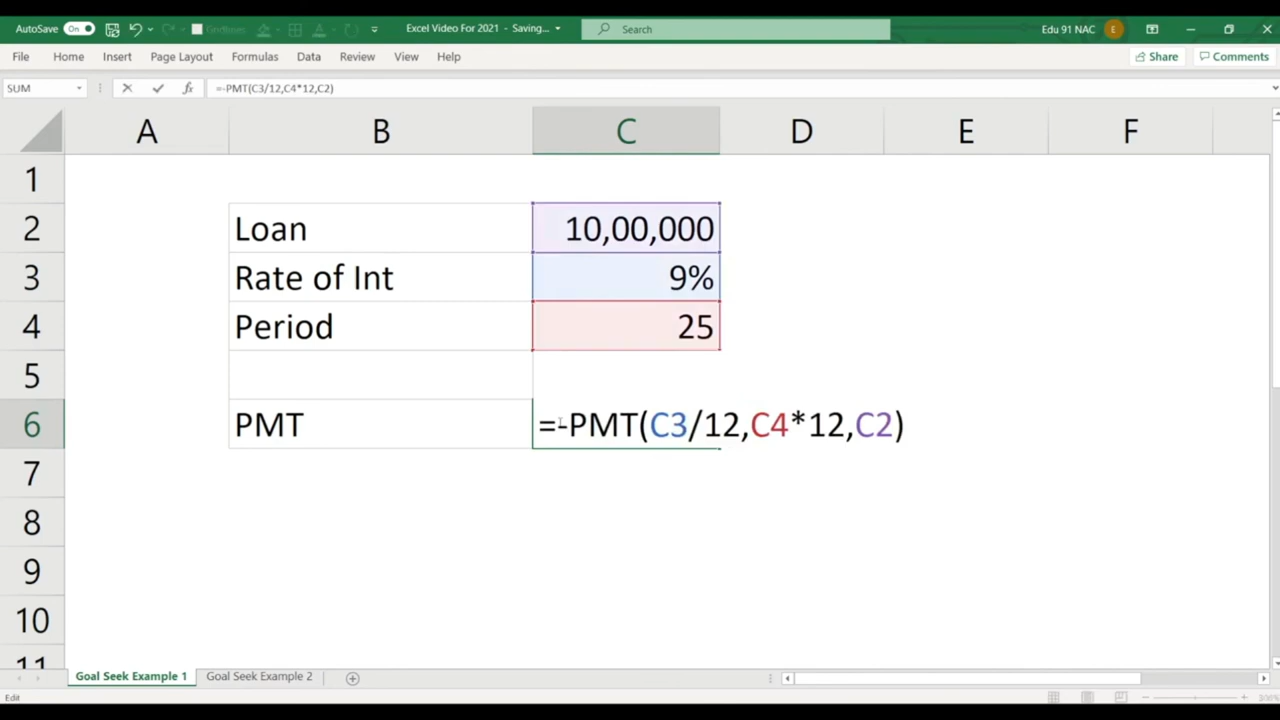 AutoSave On Gridlines Excel Video For 2021 - Saving... Search Edu 91 NAC E
File Home Insert Page Layout Formulas Data Review View Help Share Comments
SUM fx =-PMT(C3/12,C4*12,C2)
A B C D E F
1
2 Loan 10,00,000
3 Rate of Int 9%
4 Period 25
5
6 PMT =-PMT(C3/12,C4*12,C2)
7
8
9
10
11
Goal Seek Example 1 Goal Seek Example 2
Edit 300%